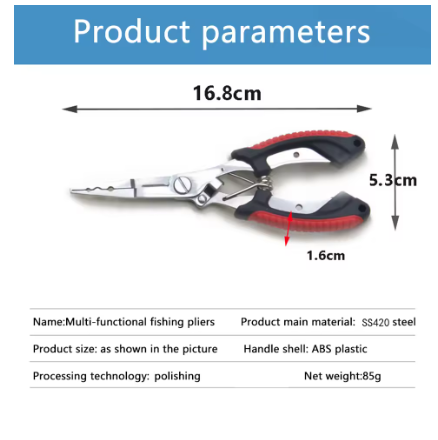 Product parameters
16.8cm
5.3cm
1.6cm
Name:Multi-functional fishing pliers Product main material: SS420 steel
Product size: as shown in the picture Handle shell: ABS plastic
Processing technology: polishing Net weight:85g